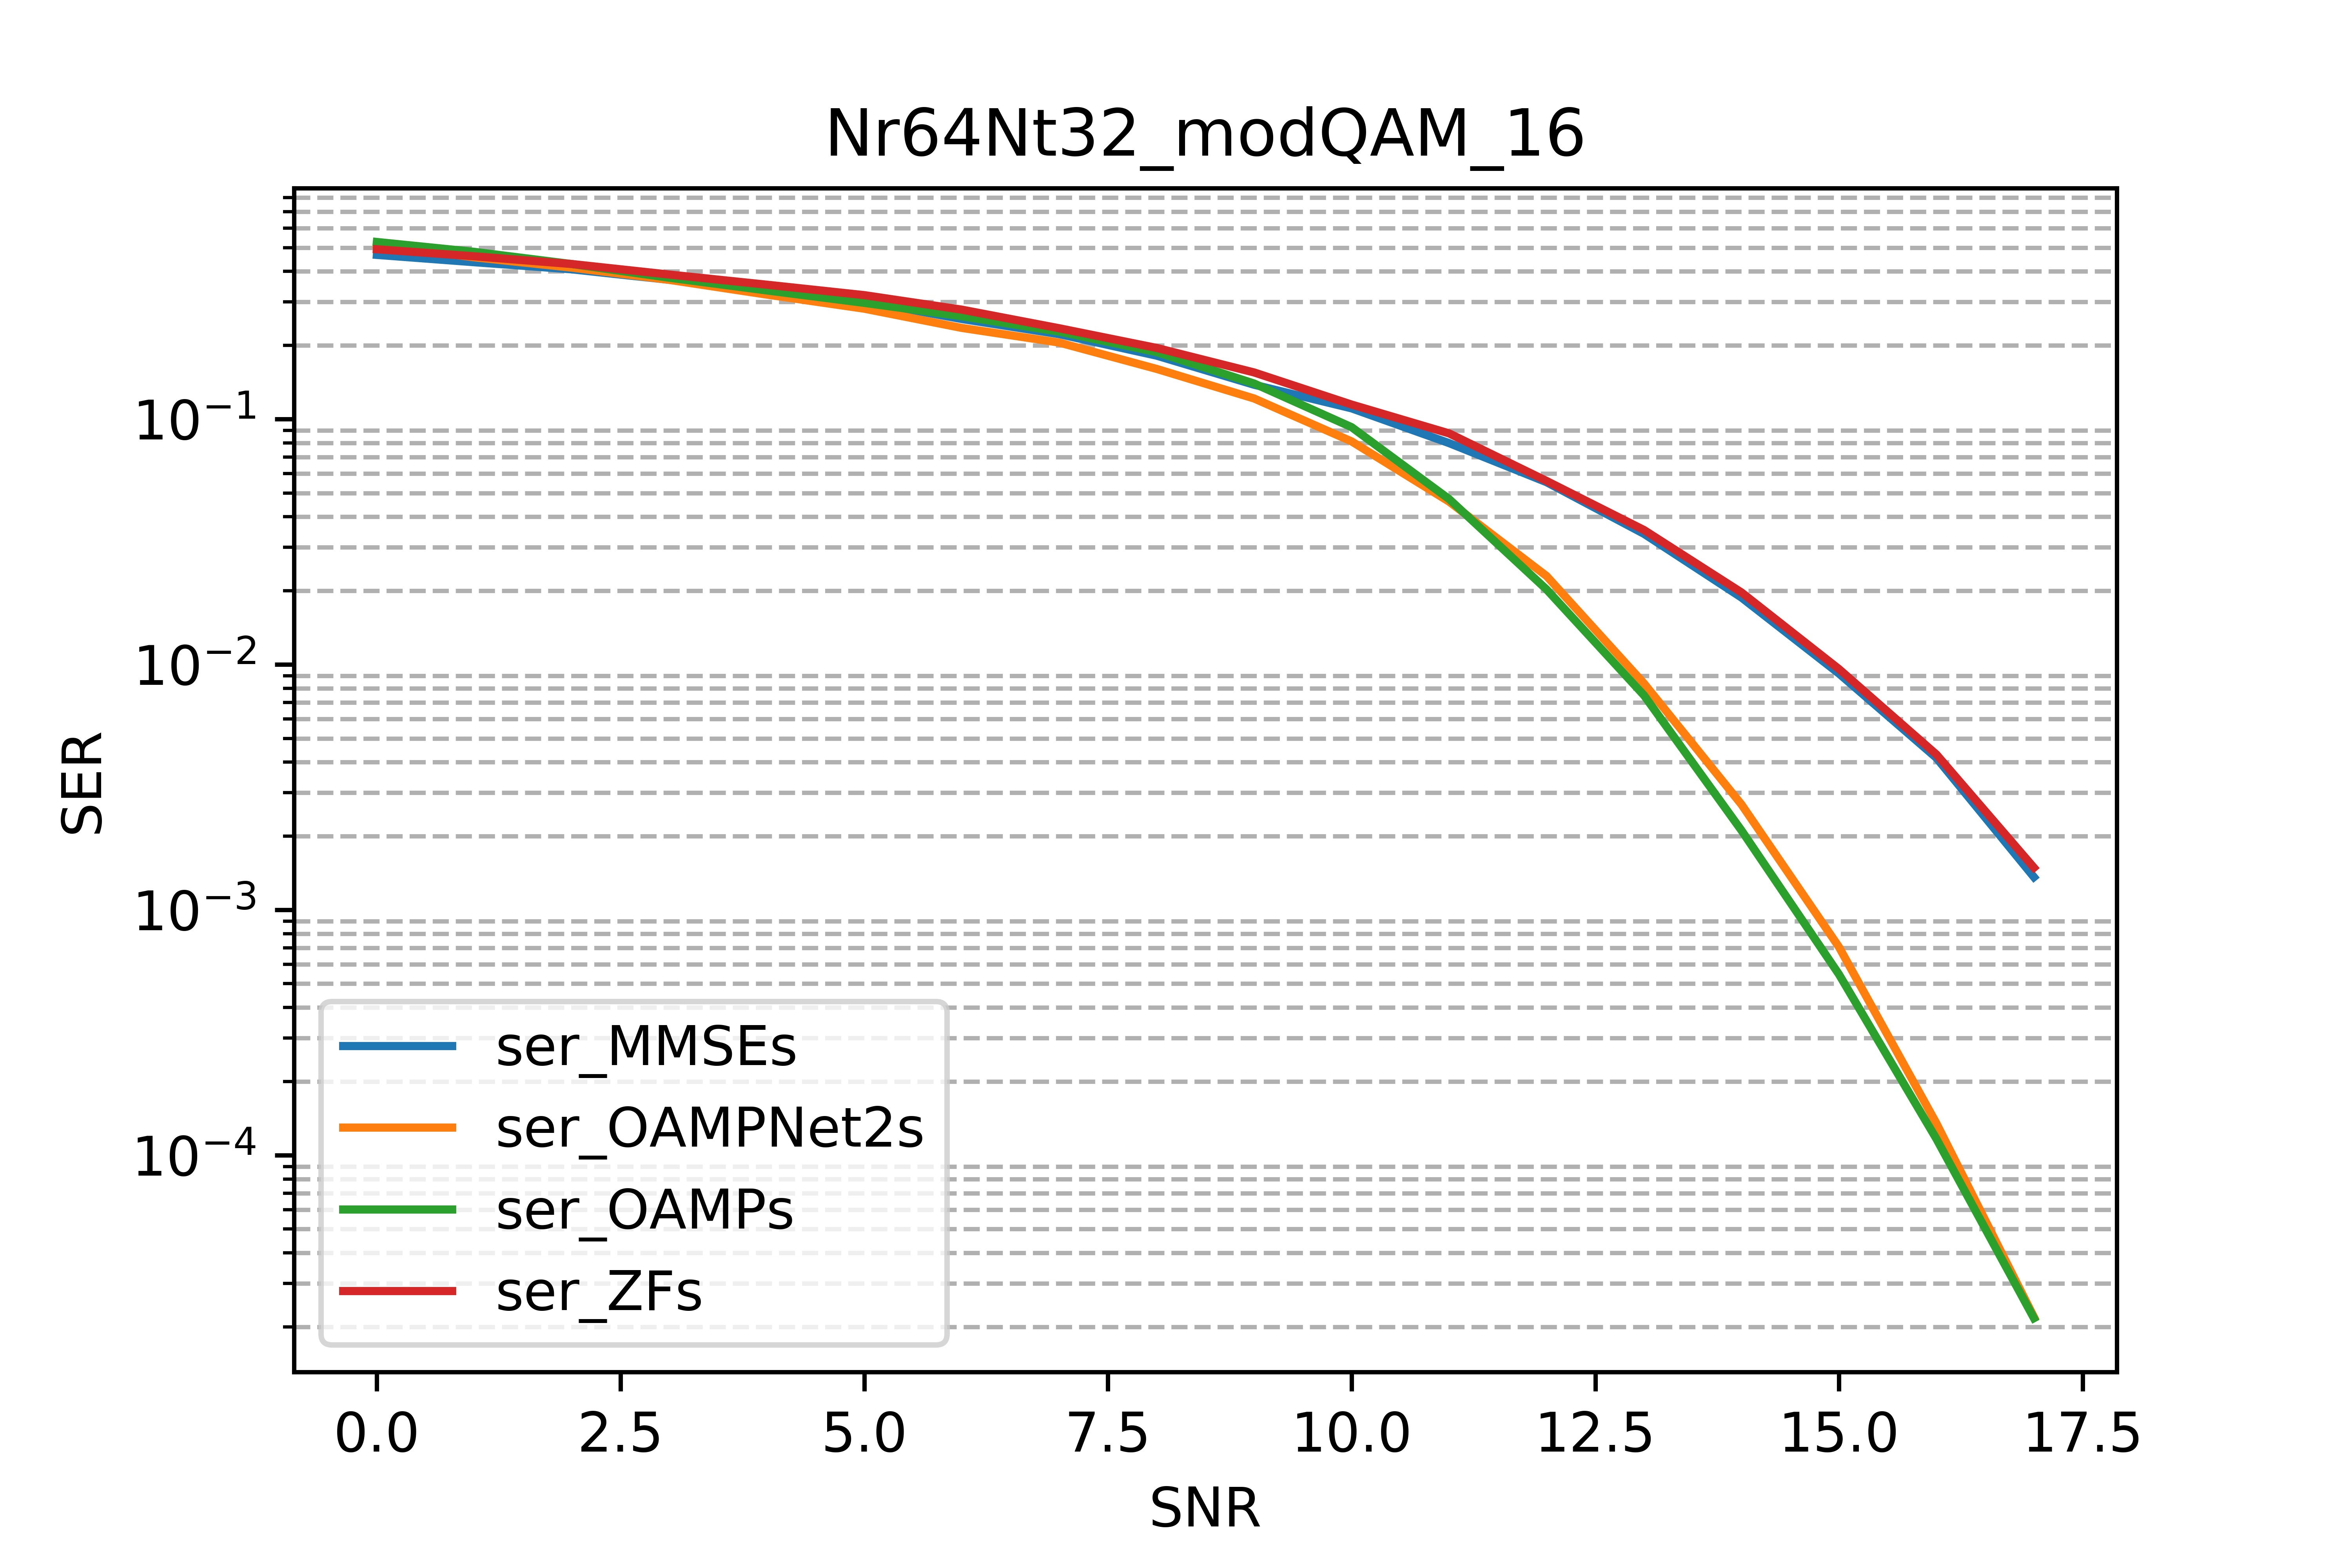 Nr64Nt32_modQAM_16
SER
10⁻¹
10⁻²
10⁻³
10⁻⁴
ser_MMSEs
ser_OAMPNet2s
ser_OAMPs
ser_ZFs
0.0 2.5 5.0 7.5 10.0 12.5 15.0 17.5
SNR